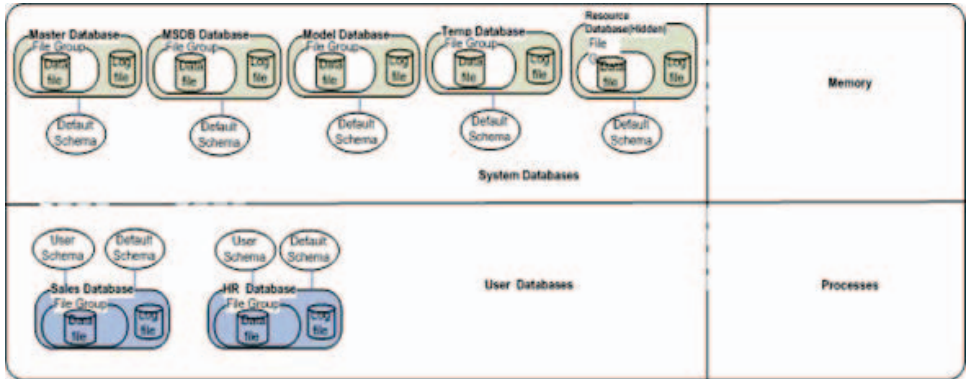 Master Database
File Group
Data
file
Log
file
Default
Schema
MSDB Database
File Group
Data
file
Log
file
Default
Schema
Model Database
File Group
Data
file
Log
file
Default
Schema
Temp Database
File Group
Data
file
Log
file
Default
Schema
Resource
Database(Hidden)
File
Data
file
Log
file
Default
Schema
System Databases
Memory
User
Schema
Default
Schema
Sales Database
File Group
Data
file
Log
file
User
Schema
Default
Schema
HR Database
File Group
Data
file
Log
file
User Databases
Processes